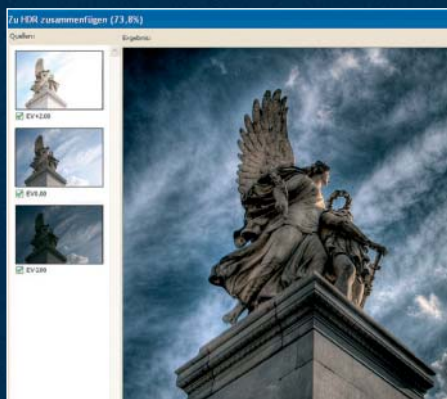 Zu HDR zusammenfügen (73,8%)
Quellen:
Ergebnis:
EV +2.00
EV 0.00
EV -2.00